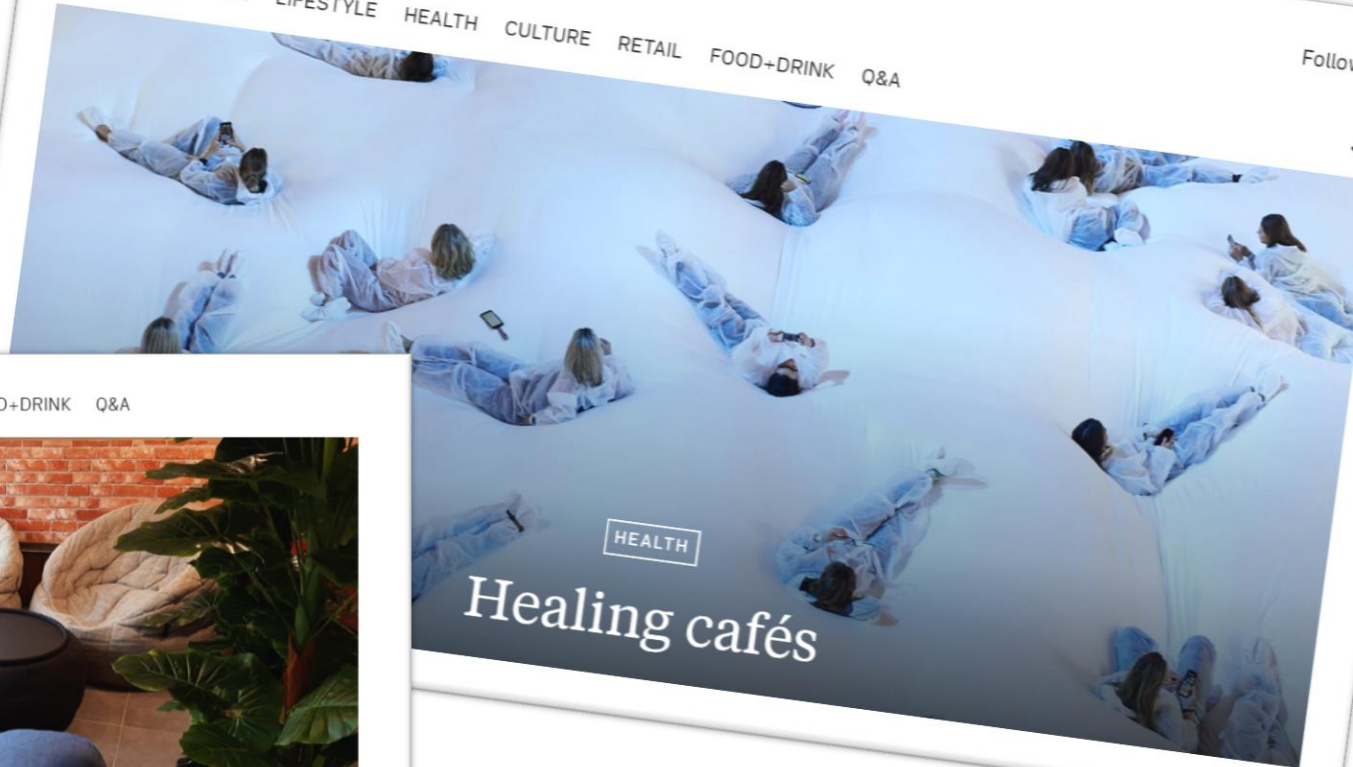 LIFESTYLE HEALTH CULTURE RETAIL FOOD+DRINK Q&A
Follow
HEALTH
Healing cafés
D+DRINK Q&A